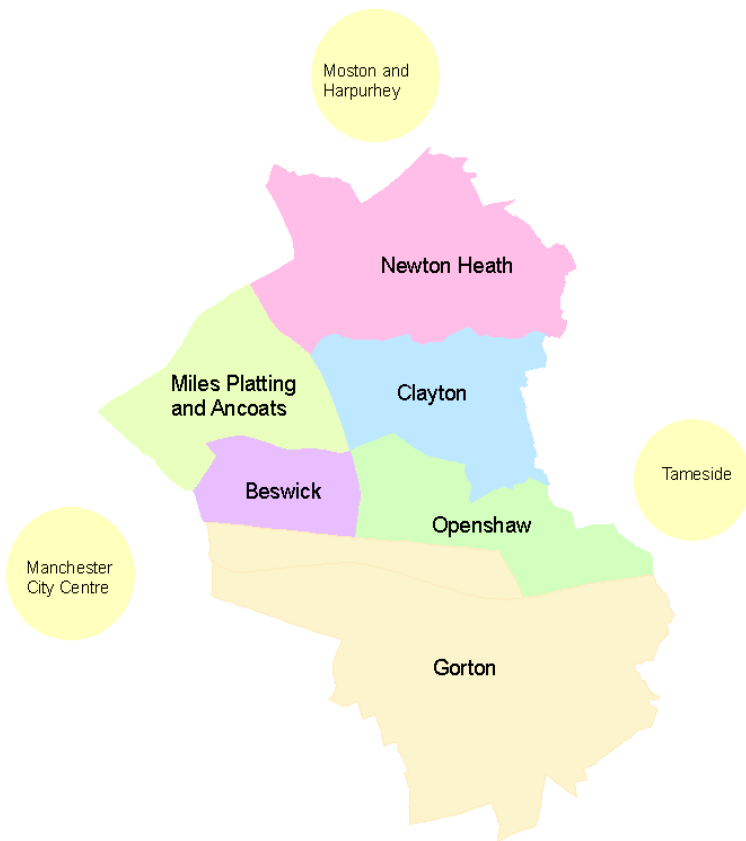 Moston and
Harpurhey
Newton Heath
Miles Platting
and Ancoats
Clayton
Tameside
Beswick
Openshaw
Manchester
City Centre
Gorton